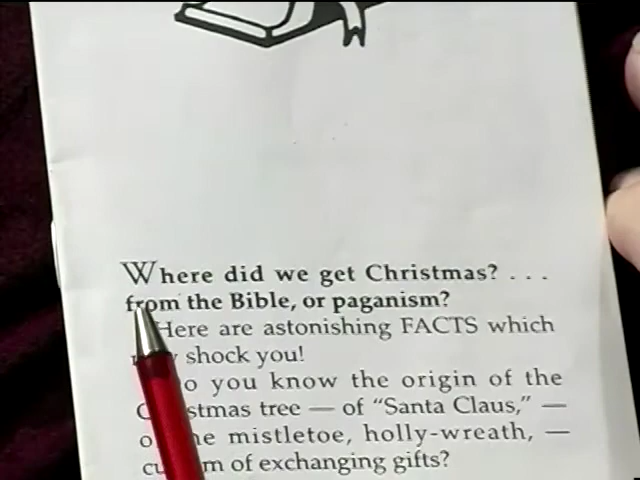 Where did we get Christmas? . . .
from the Bible, or paganism?
Here are astonishing FACTS which
shock you!
you know the origin of the
tree — of “Santa Claus,” —
mistletoe, holly-wreath, —
of exchanging gifts?